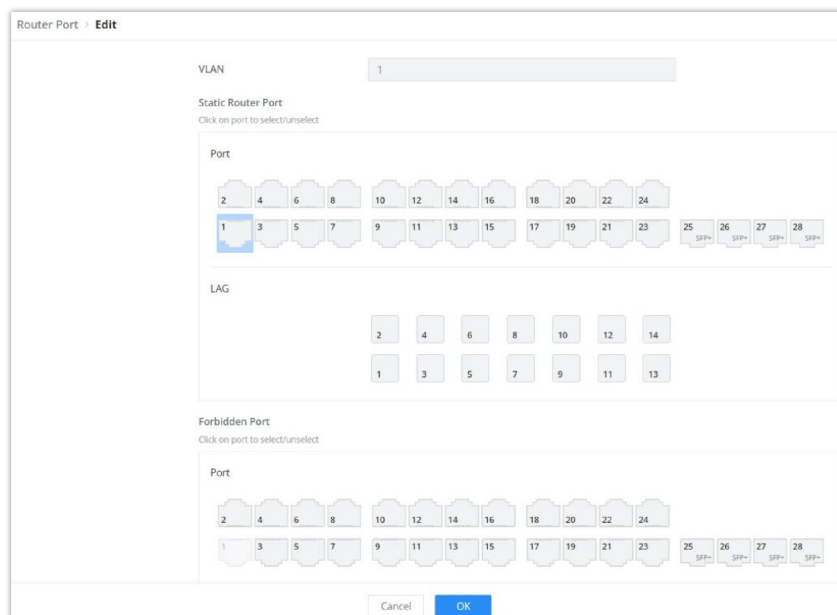 Router Port > Edit
VLAN 1
Static Router Port
Click on port to select/unselect
Port
2 4 6 8 10 12 14 16 18 20 22 24
1 3 5 7 9 11 13 15 17 19 21 23 25 SFP+ 26 SFP+ 27 SFP+ 28 SFP+
LAG
2 4 6 8 10 12 14
1 3 5 7 9 11 13
Forbidden Port
Click on port to select/unselect
Port
2 4 6 8 10 12 14 16 18 20 22 24
1 3 5 7 9 11 13 15 17 19 21 23 25 SFP+ 26 SFP+ 27 SFP+ 28 SFP+
Cancel OK